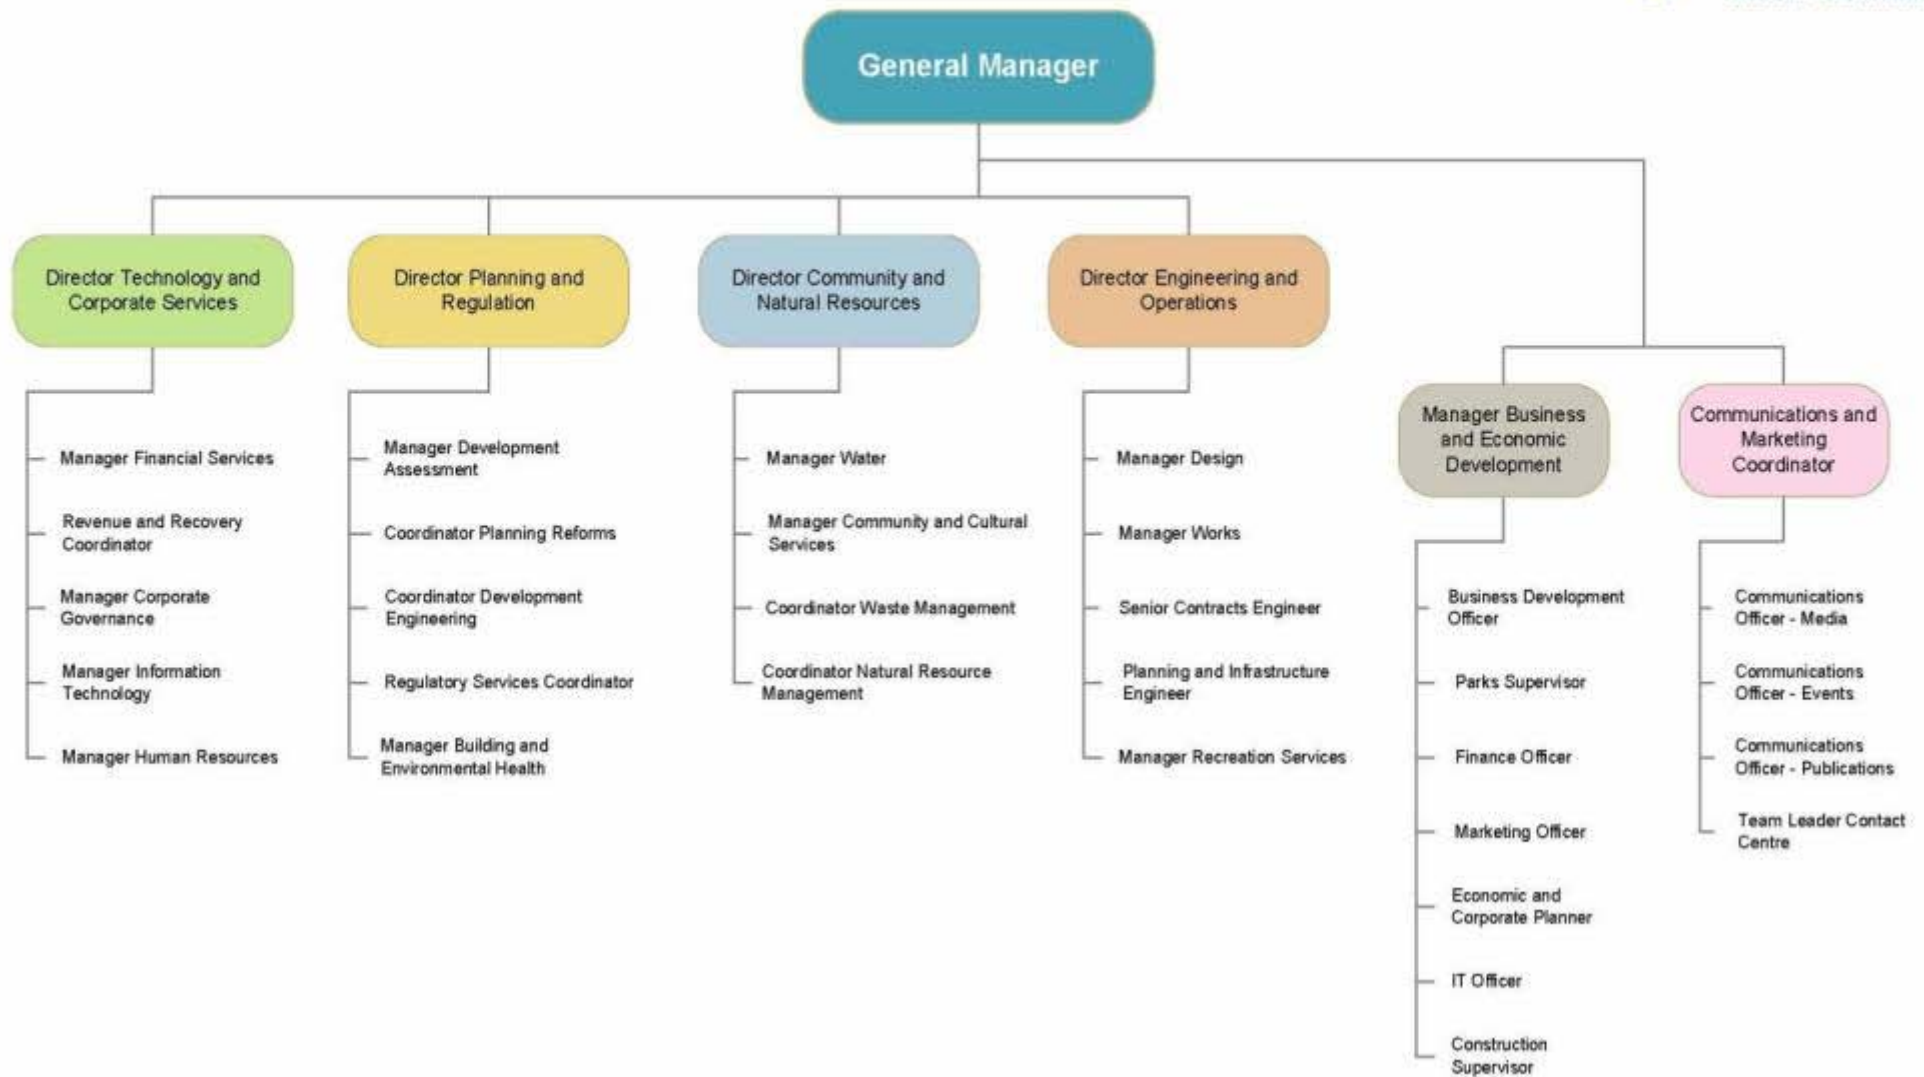 General Manager
Director Technology and
Corporate Services
Director Planning and
Regulation
Director Community and
Natural Resources
Director Engineering and
Operations
Manager Business
and Economic
Development
Communications and
Marketing
Coordinator
Manager Financial Services
Revenue and Recovery
Coordinator
Manager Corporate
Governance
Manager Information
Technology
Manager Human Resources
Manager Development
Assessment
Coordinator Planning Reforms
Coordinator Development
Engineering
Regulatory Services Coordinator
Manager Building and
Environmental Health
Manager Water
Manager Community and Cultural
Services
Coordinator Waste Management
Coordinator Natural Resource
Management
Manager Design
Manager Works
Senior Contracts Engineer
Planning and Infrastructure
Engineer
Manager Recreation Services
Business Development
Officer
Parks Supervisor
Finance Officer
Marketing Officer
Economic and
Corporate Planner
IT Officer
Construction
Supervisor
Communications
Officer - Media
Communications
Officer - Events
Communications
Officer - Publications
Team Leader Contact
Centre